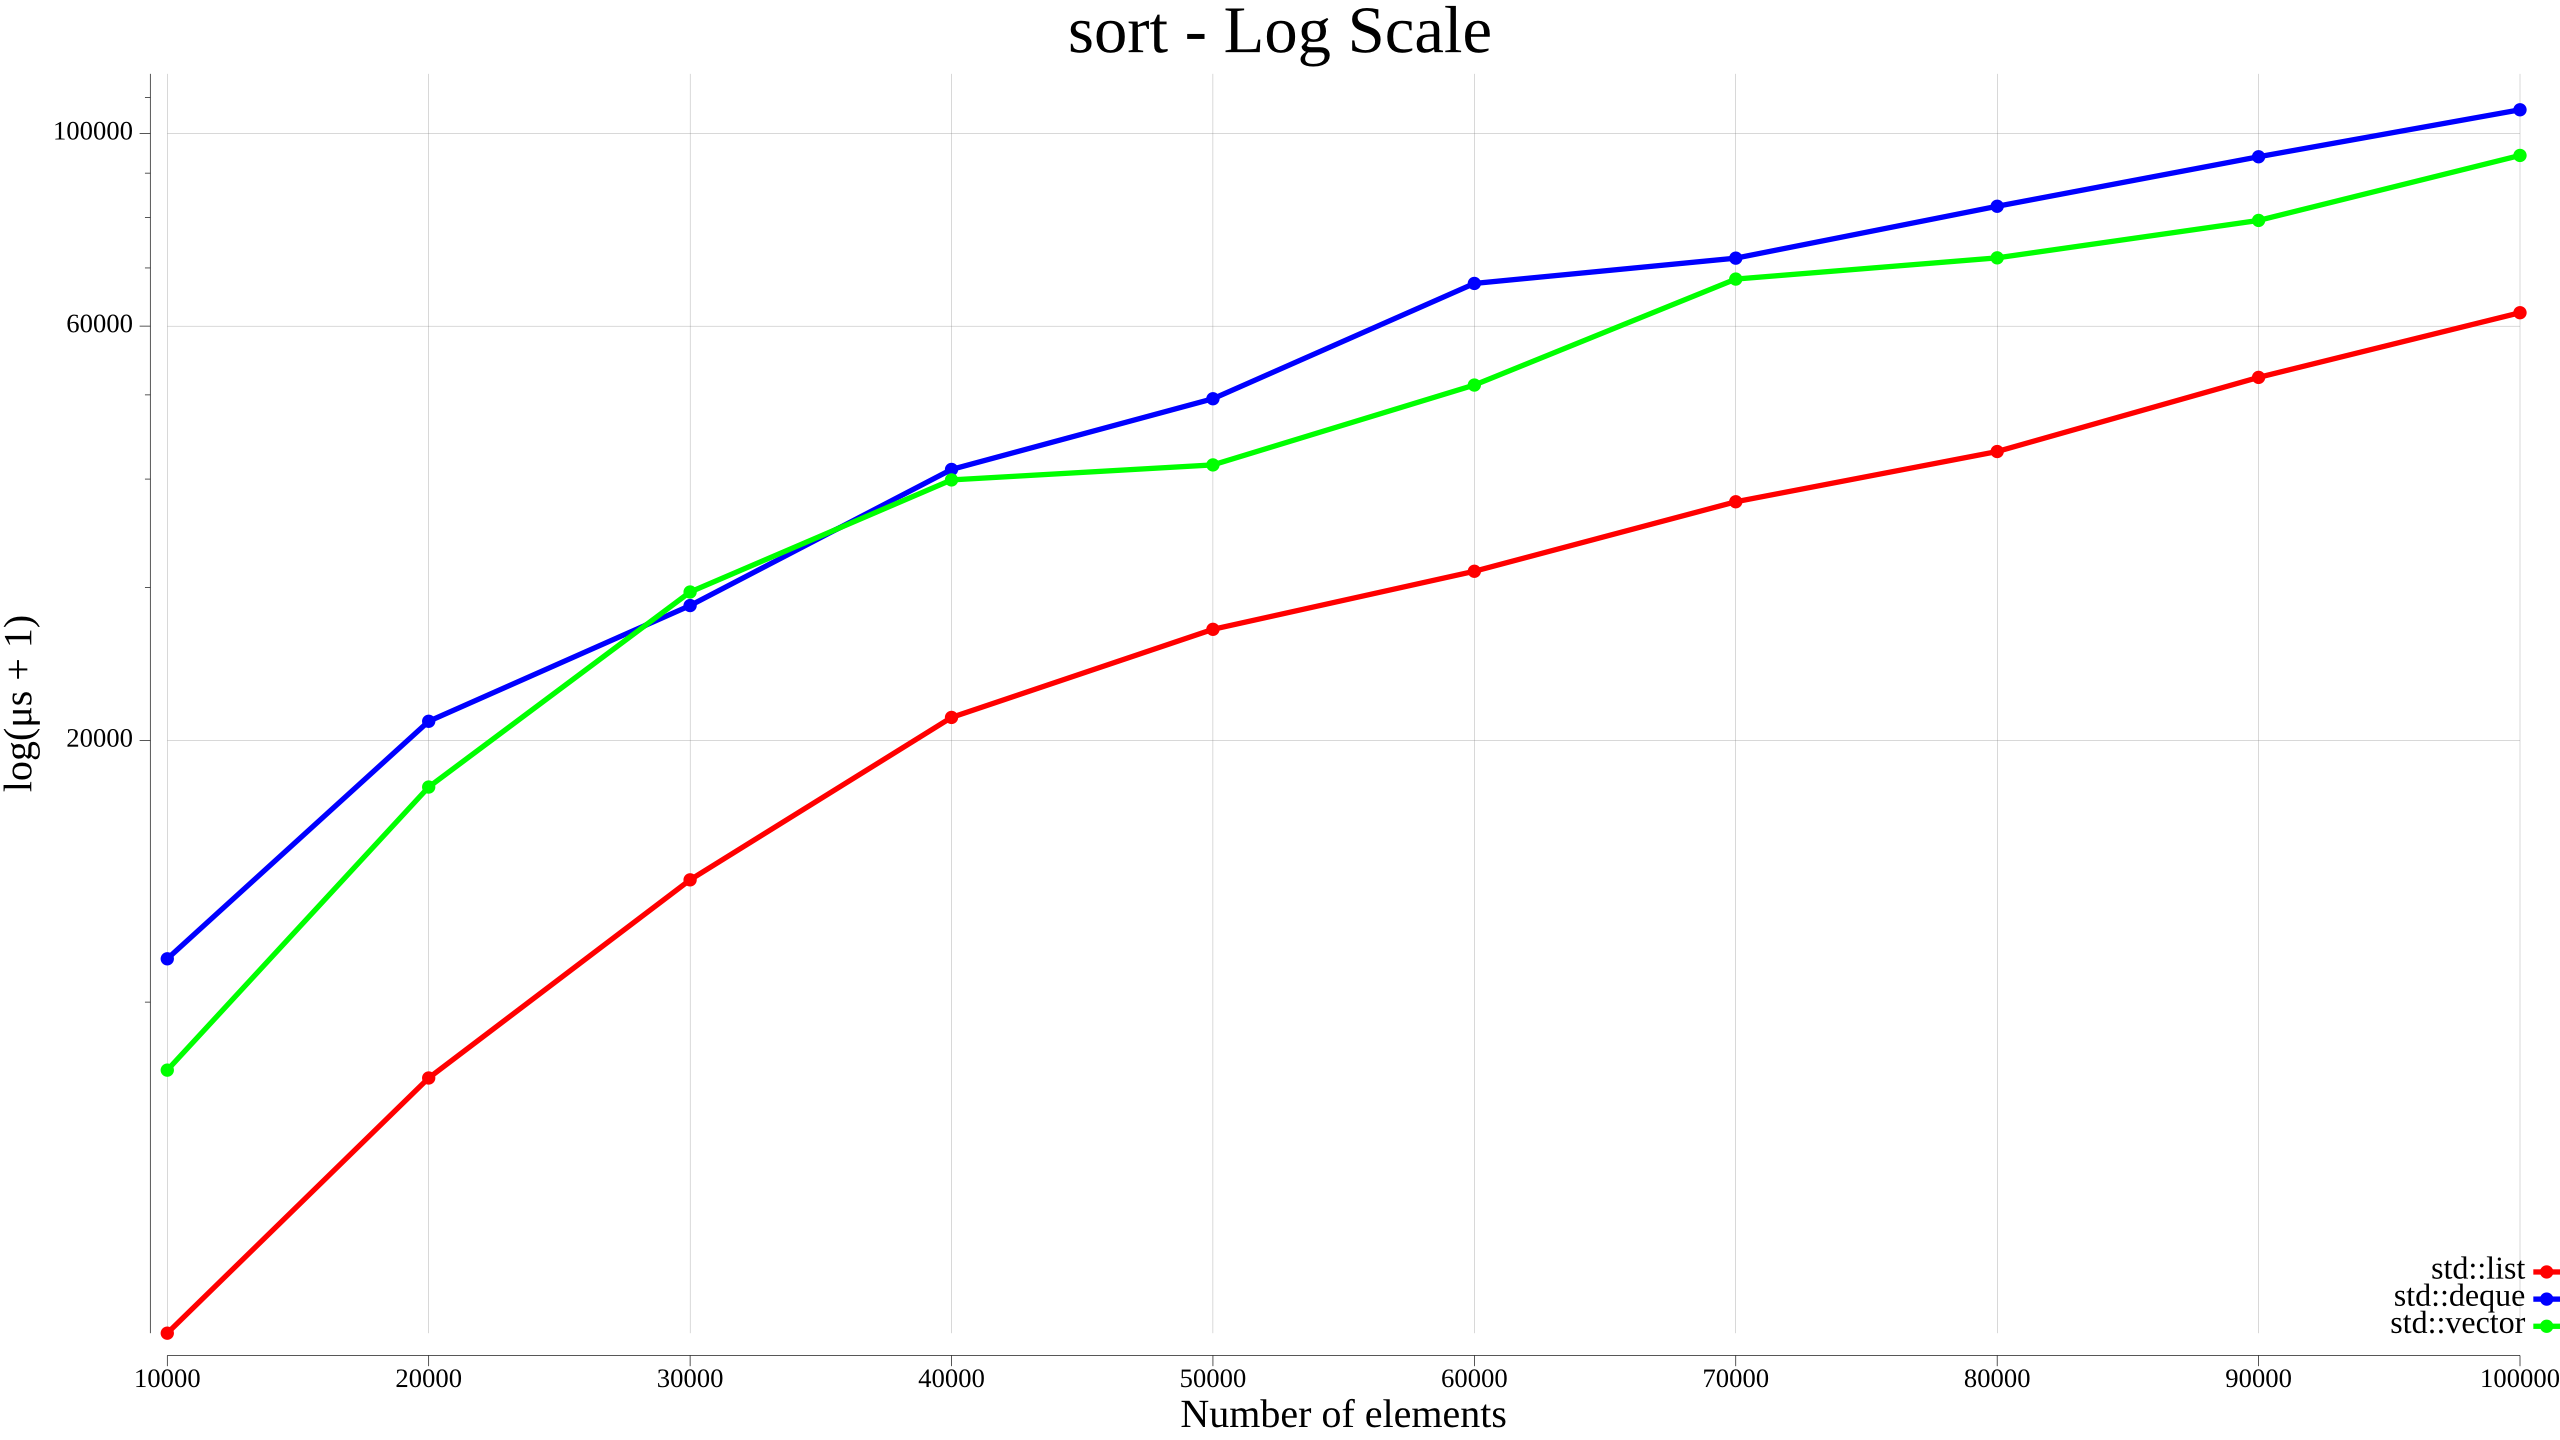 sort - Log Scale
100000
60000
20000
log(μs + 1)
std::list
std::deque
std::vector
10000 20000 30000 40000 50000 60000 70000 80000 90000 100000
Number of elements